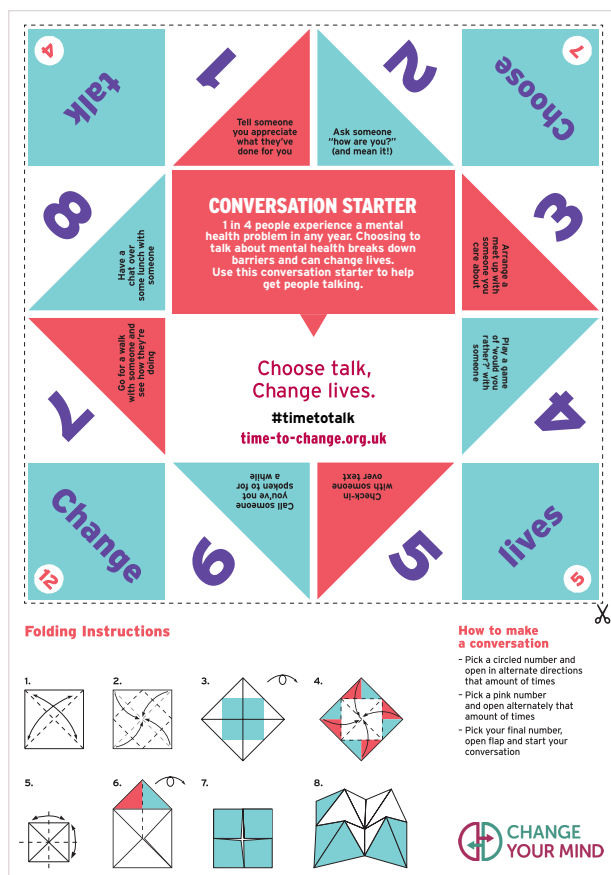 4
talk
1
2
7
Choose
Tell someone
you appreciate
what they've
done for you
Ask someone
"how are you?"
(and mean it!)
8
Have a
chat over
some lunch with
someone
CONVERSATION STARTER
1 in 4 people experience a mental
health problem in any year. Choosing to
talk about mental health breaks down
barriers and can change lives.
Use this conversation starter to help
get people talking.
3
Arrange a
meet up with
someone you
care about
7
Go for a walk
with someone and
see how they're
doing
Choose talk,
Change lives.
#timetotalk
time-to-change.org.uk
4
Play a game
of 'would you
rather?' with
someone
Change
12
6
Call someone
you've not
spoken to for
a while
5
Check-in
with someone
over text
lives
5
Folding Instructions
1.
2.
3.
4.
5.
6.
7.
8.
How to make
a conversation
– Pick a circled number and
open in alternate directions
that amount of times
– Pick a pink number
and open alternately that
amount of times
– Pick your final number,
open flap and start your
conversation
CHANGE
YOUR MIND